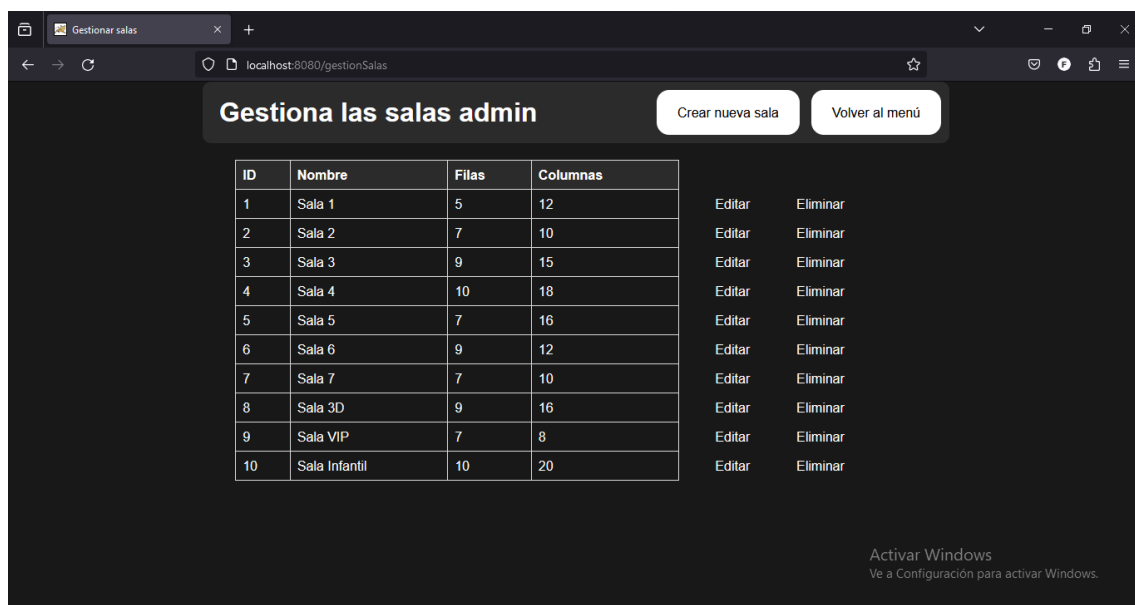 Gestionar salas
localhost:8080/gestionSalas
F
Gestiona las salas admin Crear nueva sala Volver al menú
ID Nombre Filas Columnas
1 Sala 1 5 12 Editar Eliminar
2 Sala 2 7 10 Editar Eliminar
3 Sala 3 9 15 Editar Eliminar
4 Sala 4 10 18 Editar Eliminar
5 Sala 5 7 16 Editar Eliminar
6 Sala 6 9 12 Editar Eliminar
7 Sala 7 7 10 Editar Eliminar
8 Sala 3D 9 16 Editar Eliminar
9 Sala VIP 7 8 Editar Eliminar
10 Sala Infantil 10 20 Editar Eliminar
Activar Windows
Ve a Configuración para activar Windows.